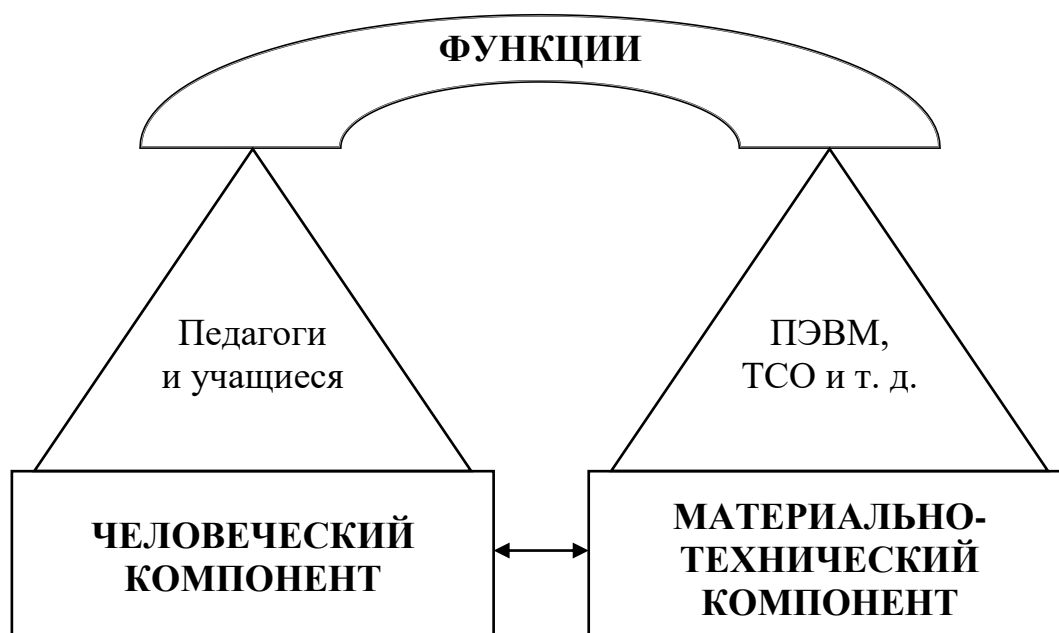 ФУНКЦИИ
Педагоги
и учащиеся
ПЭВМ,
ТСО и т. д.
ЧЕЛОВЕЧЕСКИЙ
КОМПОНЕНТ
МАТЕРИАЛЬНО-
ТЕХНИЧЕСКИЙ
КОМПОНЕНТ